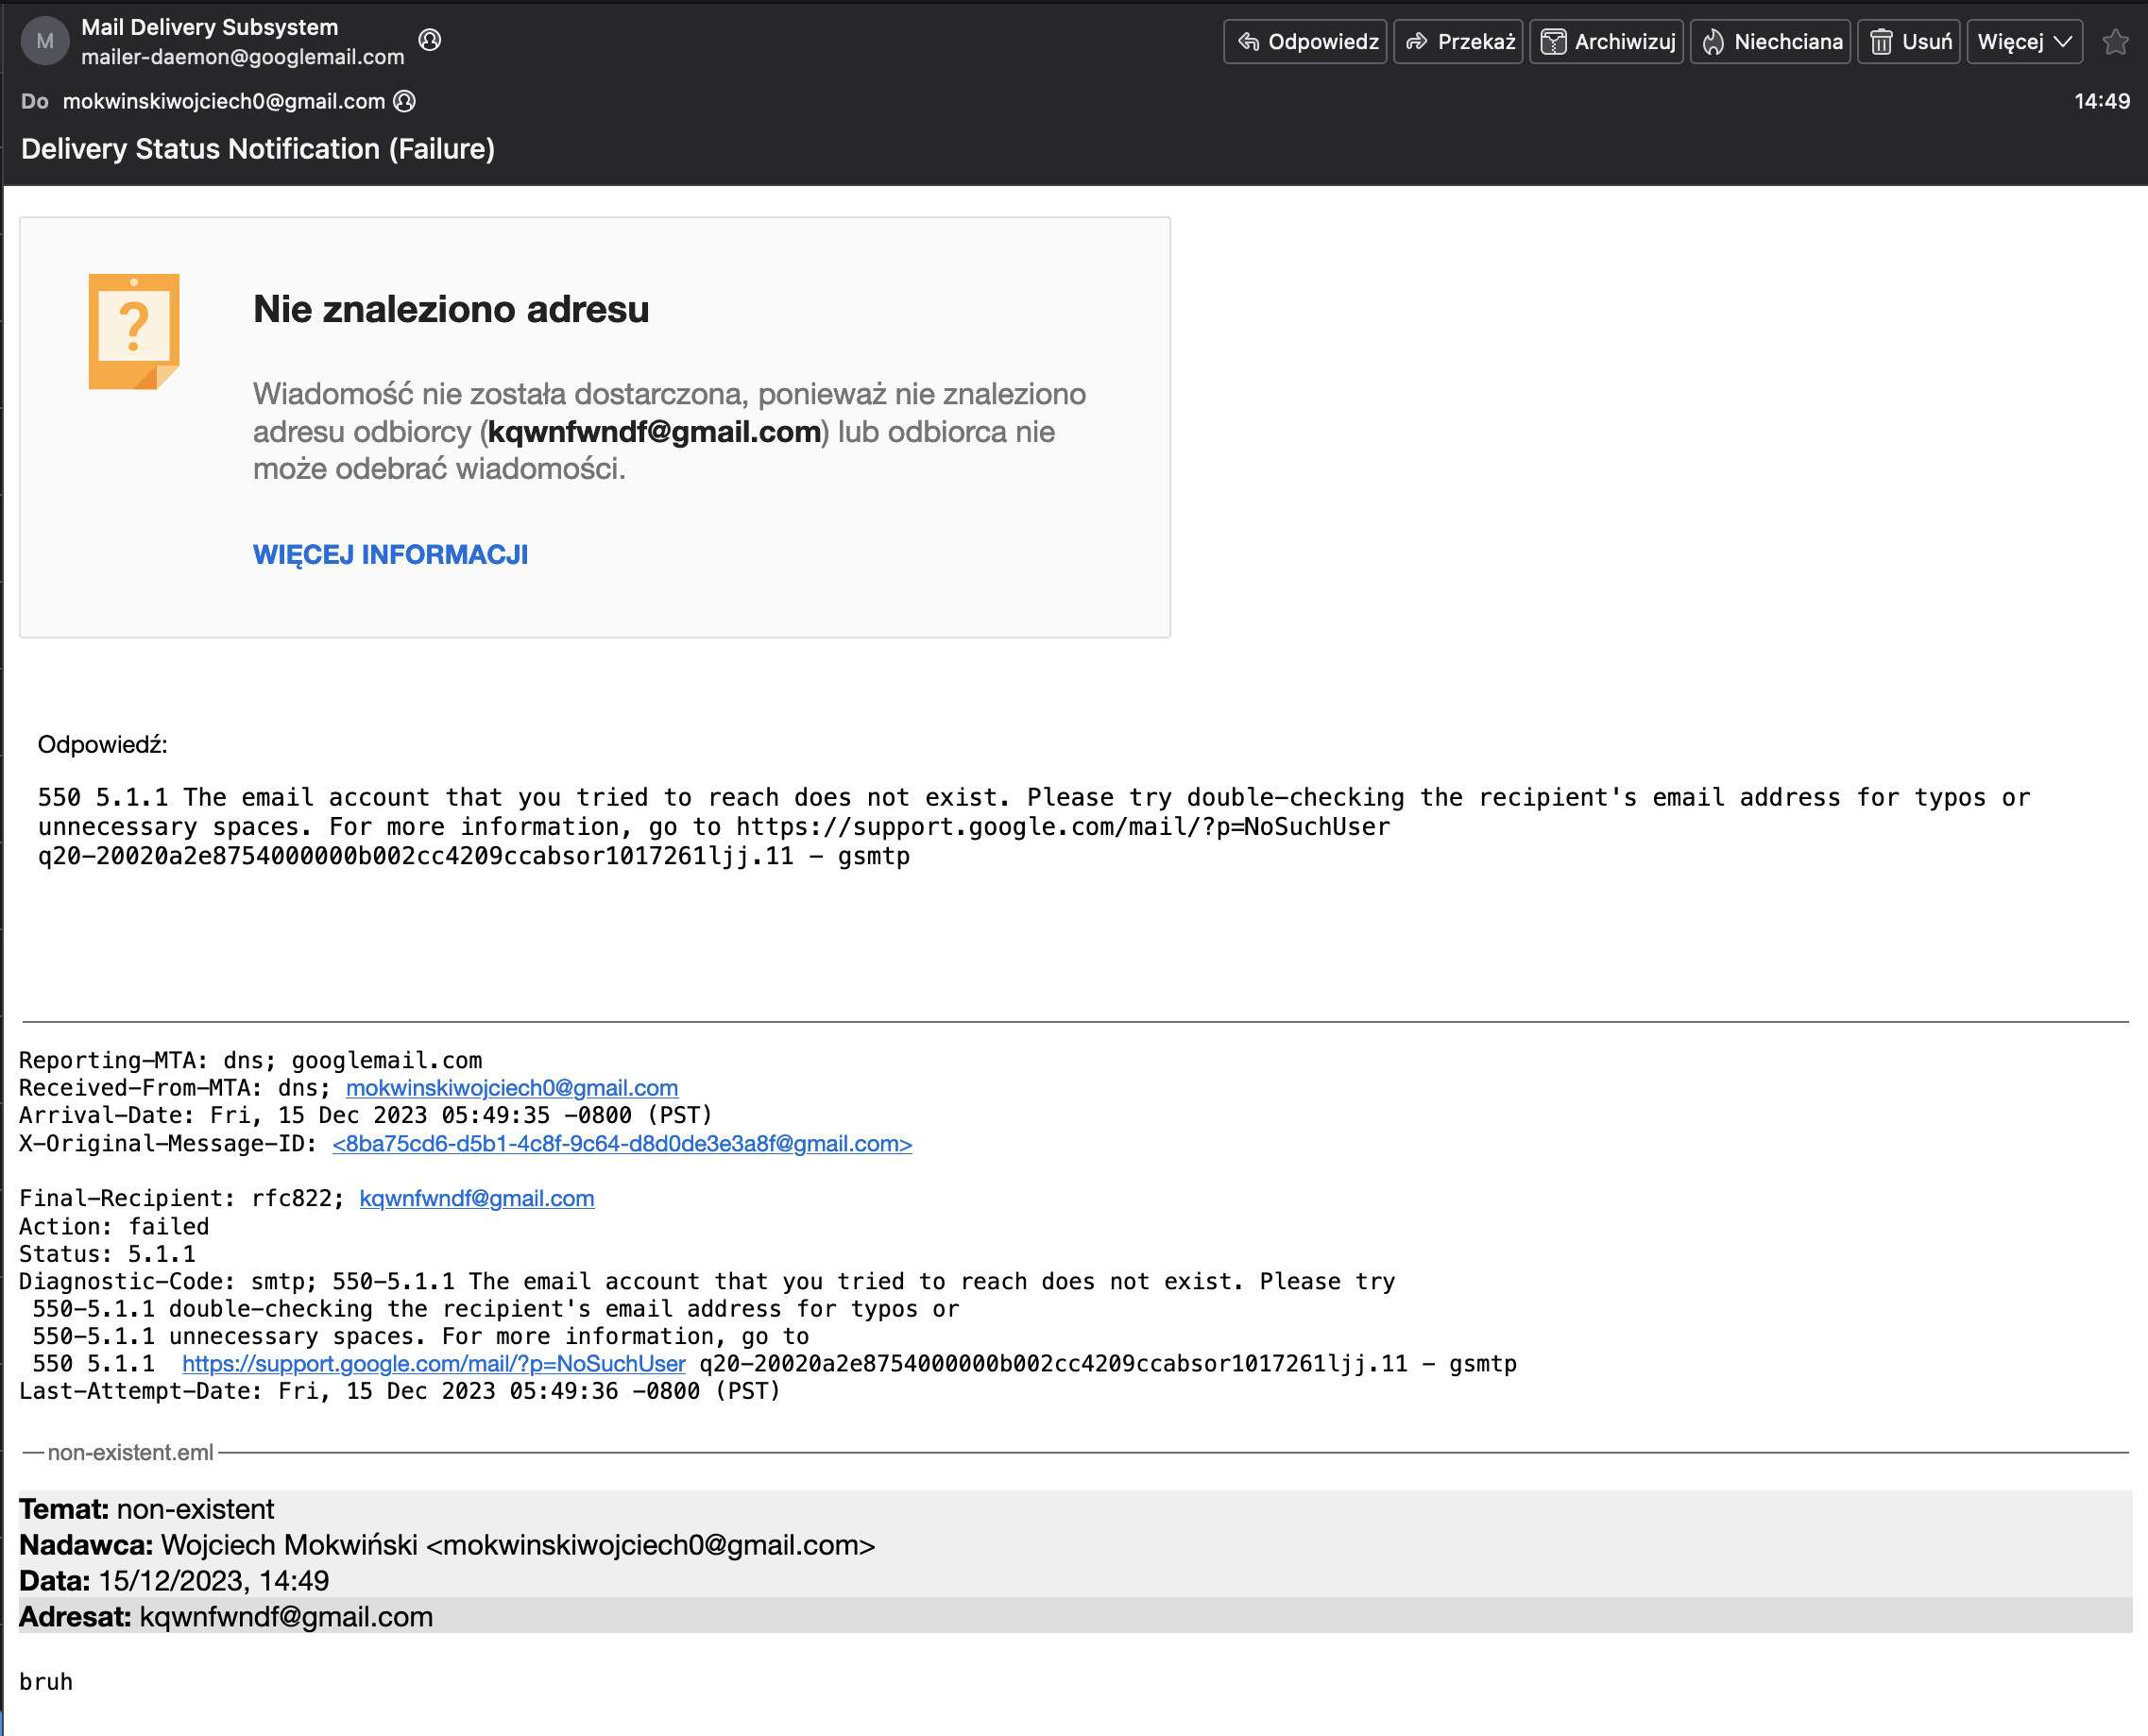 M
Mail Delivery Subsystem
mailer-daemon@googlemail.com
Odpowiedz
Przekaż
Archiwizuj
Niechciana
Usuń
Więcej
Do mokwinskiwojciech0@gmail.com
14:49
Delivery Status Notification (Failure)
?
Nie znaleziono adresu
Wiadomość nie została dostarczona, ponieważ nie znaleziono
adresu odbiorcy (kqwnfwndf@gmail.com) lub odbiorca nie
może odebrać wiadomości.
WIĘCEJ INFORMACJI
Odpowiedź:
550 5.1.1 The email account that you tried to reach does not exist. Please try double-checking the recipient's email address for typos or
unnecessary spaces. For more information, go to https://support.google.com/mail/?p=NoSuchUser
q20-20020a2e8754000000b002cc4209ccabsor1017261ljj.11 - gsmtp
Reporting-MTA: dns; googlemail.com
Received-From-MTA: dns; mokwinskiwojciech0@gmail.com
Arrival-Date: Fri, 15 Dec 2023 05:49:35 -0800 (PST)
X-Original-Message-ID: <8ba75cd6-d5b1-4c8f-9c64-d8d0de3e3a8f@gmail.com>
Final-Recipient: rfc822; kqwnfwndf@gmail.com
Action: failed
Status: 5.1.1
Diagnostic-Code: smtp; 550-5.1.1 The email account that you tried to reach does not exist. Please try
550-5.1.1 double-checking the recipient's email address for typos or
550-5.1.1 unnecessary spaces. For more information, go to
550 5.1.1 https://support.google.com/mail/?p=NoSuchUser q20-20020a2e8754000000b002cc4209ccabsor1017261ljj.11 - gsmtp
Last-Attempt-Date: Fri, 15 Dec 2023 05:49:36 -0800 (PST)
non-existent.eml
Temat: non-existent
Nadawca: Wojciech Mokwiński <mokwinskiwojciech0@gmail.com>
Data: 15/12/2023, 14:49
Adresat: kqwnfwndf@gmail.com
bruh